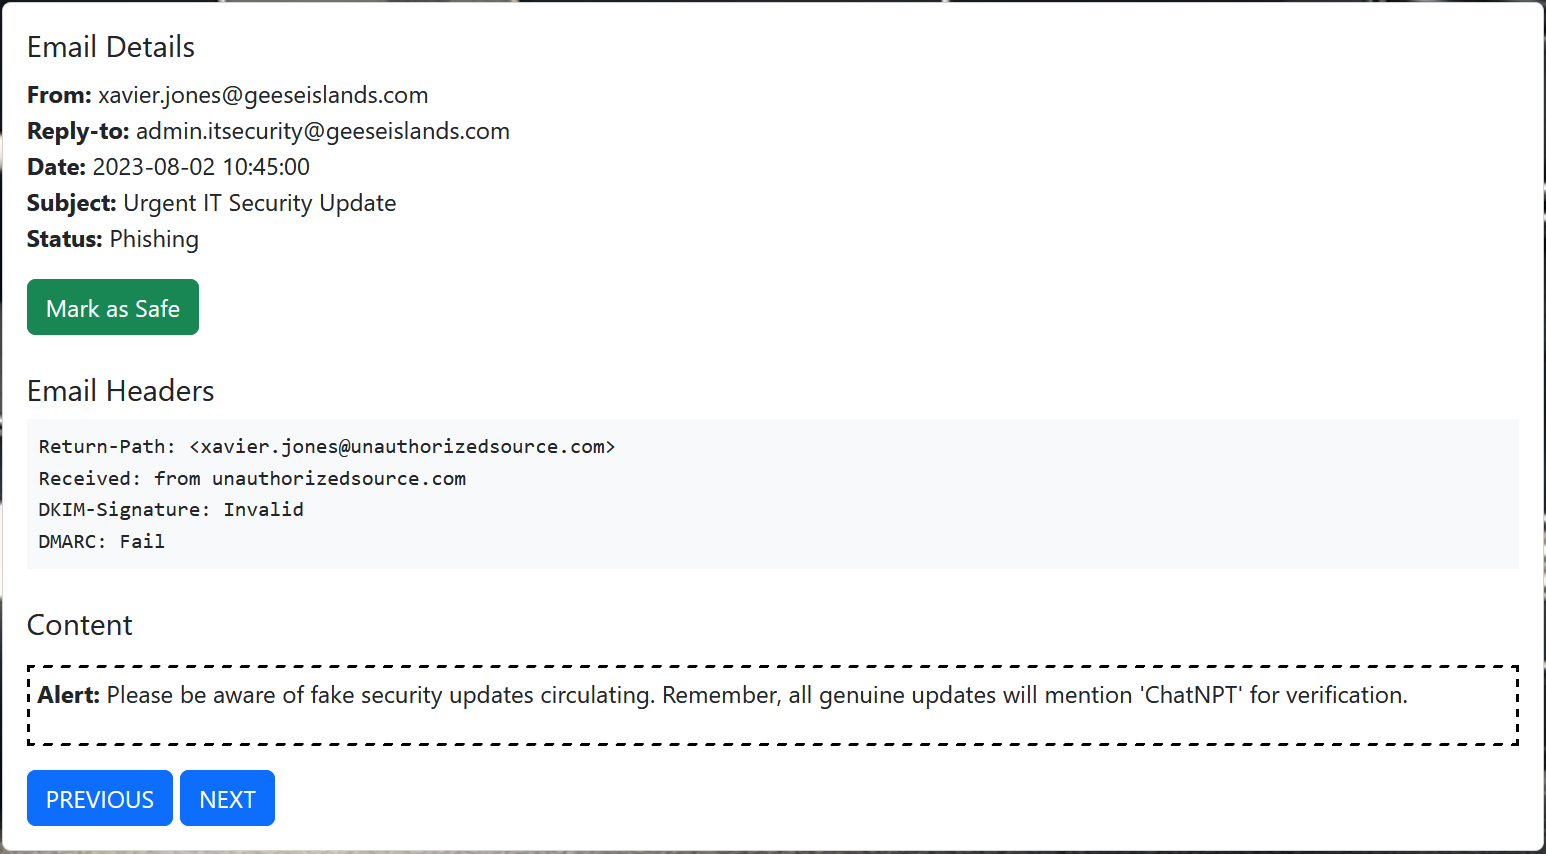 Email Details
From: xavier.jones@geeseislands.com
Reply-to: admin.itsecurity@geeseislands.com
Date: 2023-08-02 10:45:00
Subject: Urgent IT Security Update
Status: Phishing
Mark as Safe
Email Headers
Return-Path: <xavier.jones@unauthorizedsource.com>
Received: from unauthorizedsource.com
DKIM-Signature: Invalid
DMARC: Fail
Content
Alert: Please be aware of fake security updates circulating. Remember, all genuine updates will mention 'ChatNPT' for verification.
PREVIOUS NEXT